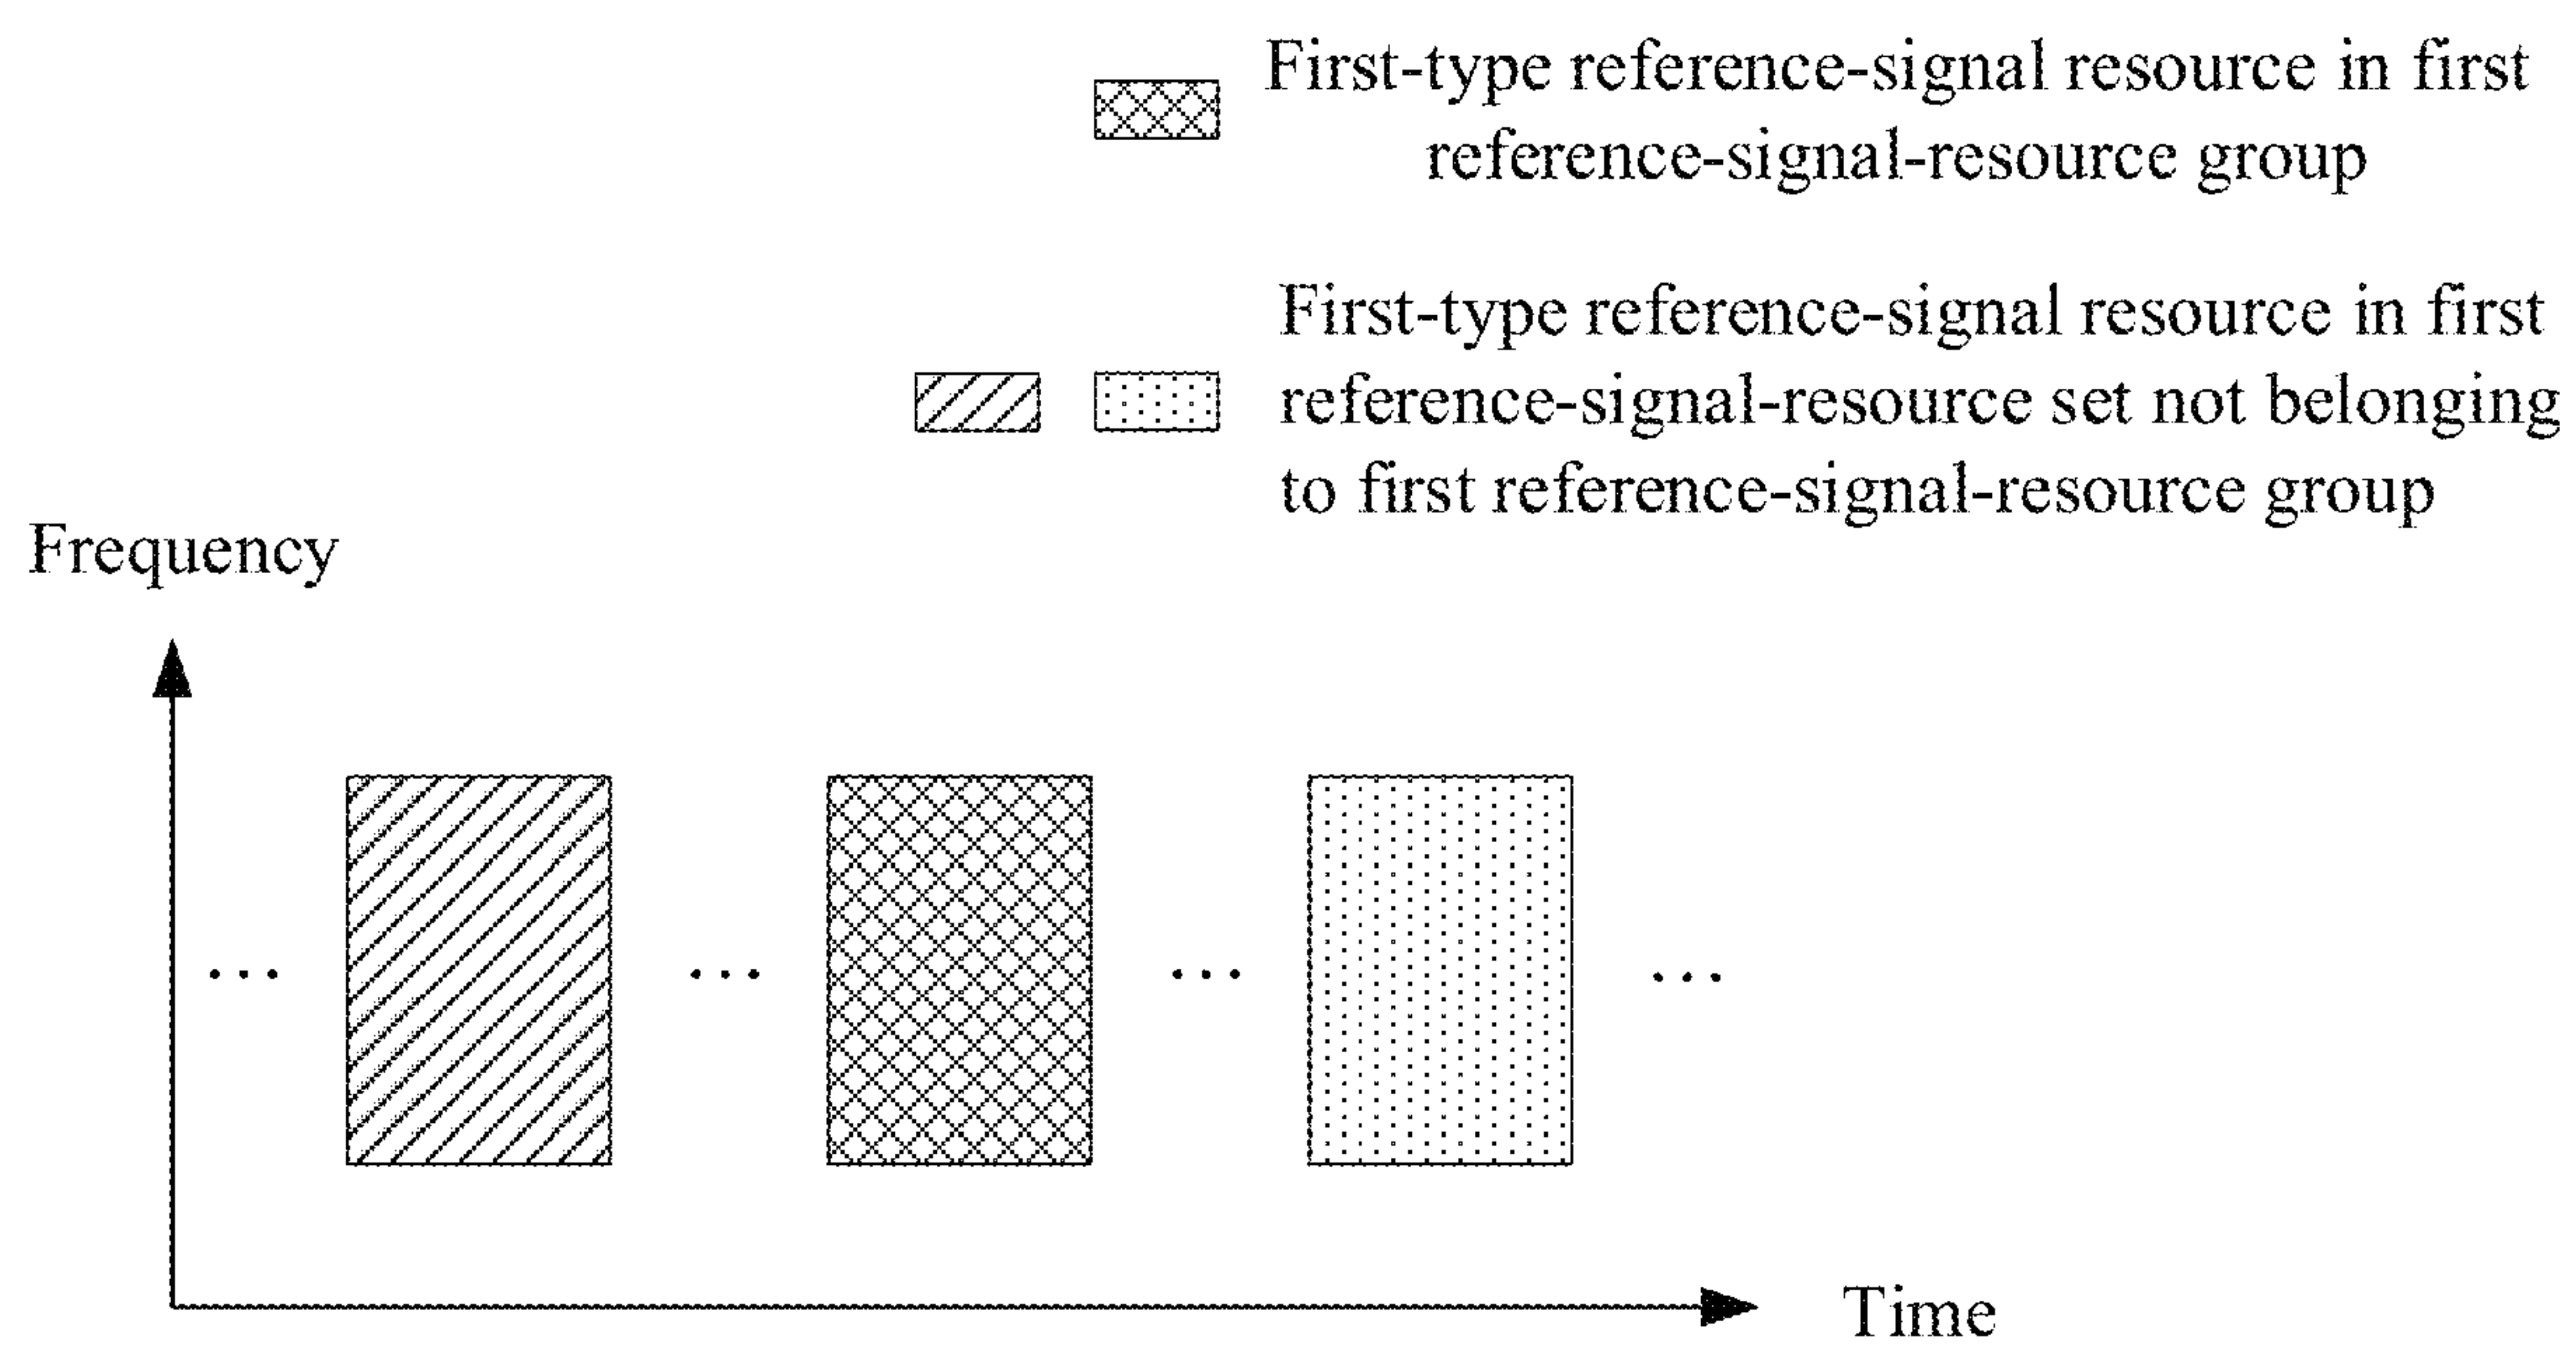 First-type reference-signal resource in first
reference-signal-resource group
First-type reference-signal resource in first
reference-signal-resource set not belonging
to first reference-signal-resource group
Frequency
... ... ... ...
Time